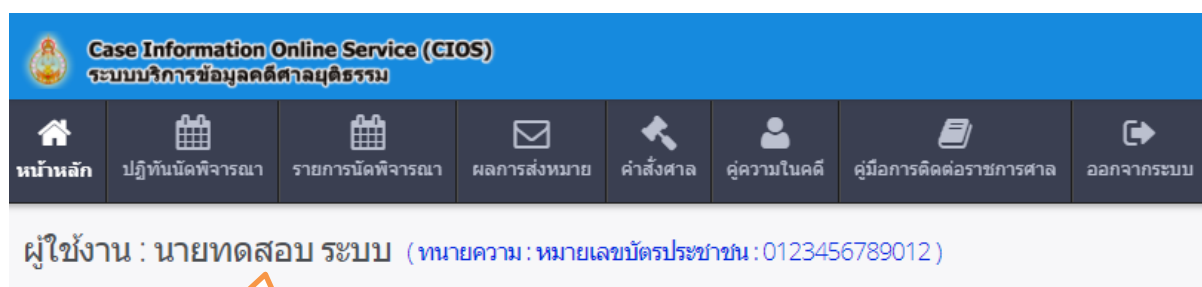 Case Information Online Service (CIOS)
ระบบบริการข้อมูลคดีศาลยุติธรรม
หน้าหลัก ปฏิทินนัดพิจารณา รายการนัดพิจารณา ผลการส่งหมาย คำสั่งศาล คู่ความในคดี คู่มือการติดต่อราชการศาล ออกจากระบบ
ผู้ใช้งาน : นายทดสอบ ระบบ ( ทนายความ : หมายเลขบัตรประชาชน : 0123456789012 )